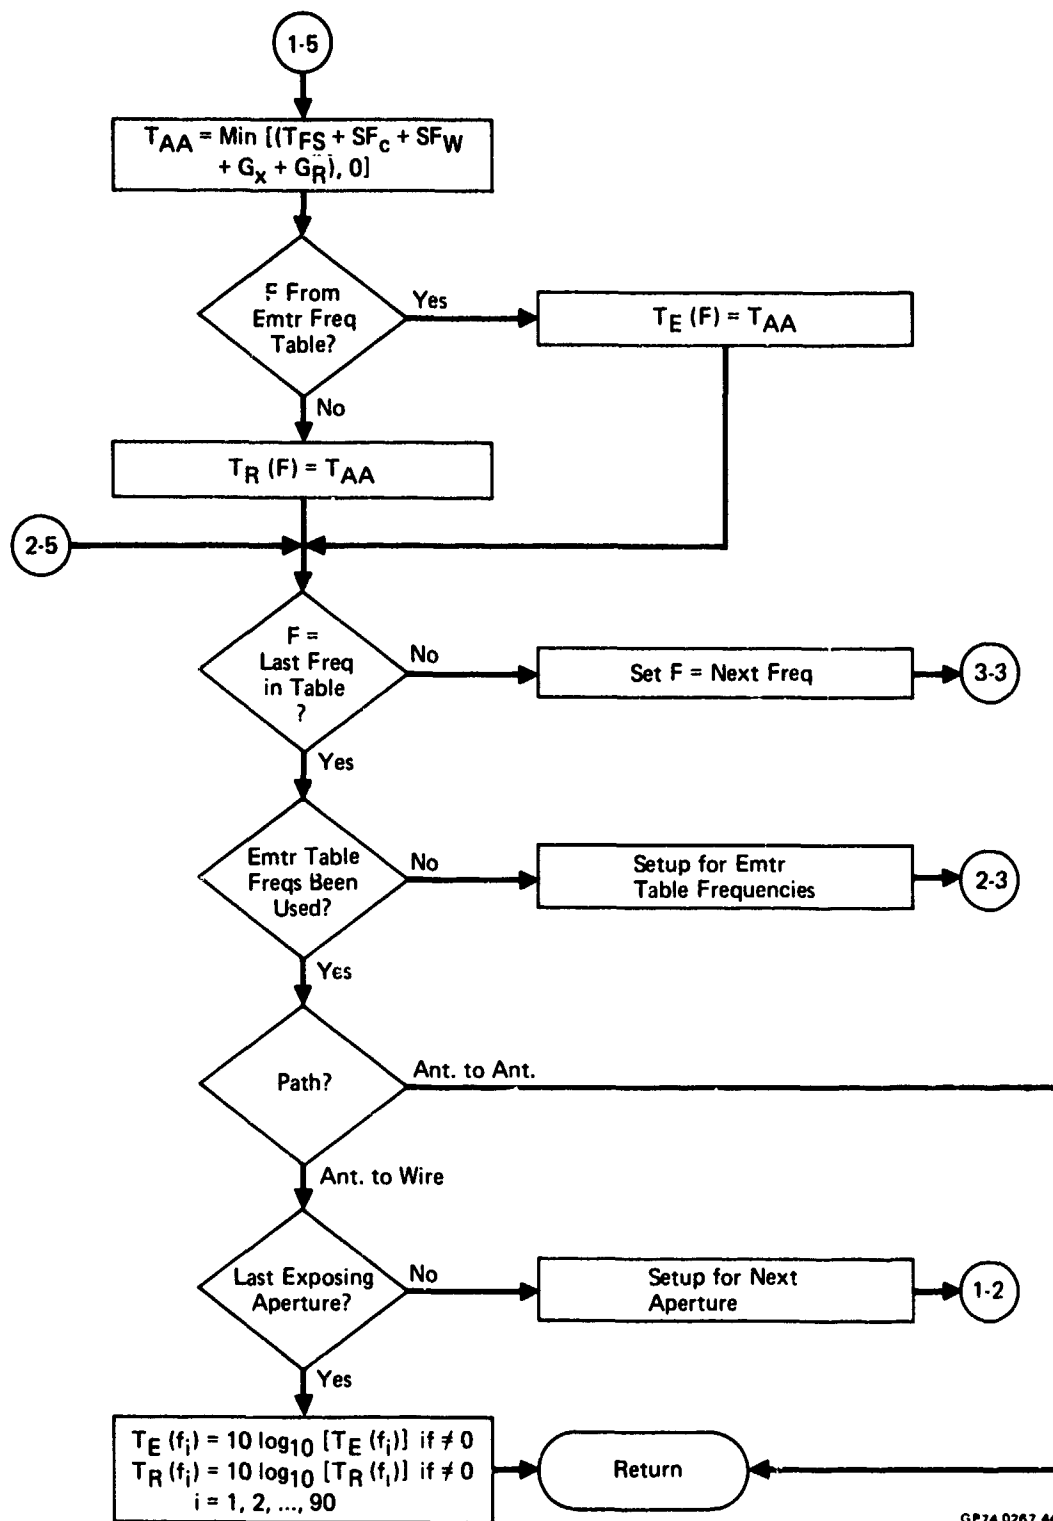 1-5
T_AA = Min [(T_FS + SF_c + SF_W
+ G_x + G_R), 0]
F From
Emtr Freq
Table?
Yes
T_E (F) = T_AA
No
T_R (F) = T_AA
2-5
F =
Last Freq
in Table
?
No
Set F = Next Freq
3-3
Yes
Emtr Table
Freqs Been
Used?
No
Setup for Emtr
Table Frequencies
2-3
Yes
Path?
Ant. to Ant.
Ant. to Wire
Last Exposing
Aperture?
No
Setup for Next
Aperture
1-2
Yes
T_E (f_i) = 10 log_10 [T_E (f_i)] if ≠ 0
T_R (f_i) = 10 log_10 [T_R (f_i)] if ≠ 0
i = 1, 2, ..., 90
Return
GP74 0267 44